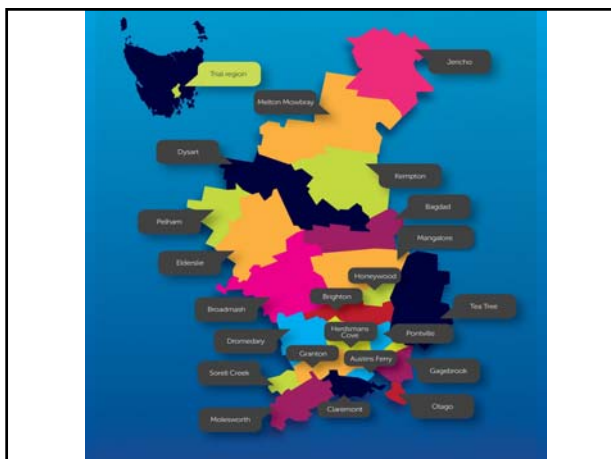 Trial region
Jericho
Melton Mowbray
Dysart
Kempton
Bagdad
Pelham
Mangalore
Elderslie
Honeywood
Brighton
Tea Tree
Broadmash
Herdsmans
Cove
Pontville
Dromedary
Granton
Austins Ferry
Sorell Creek
Gagebrook
Claremont
Otago
Molesworth